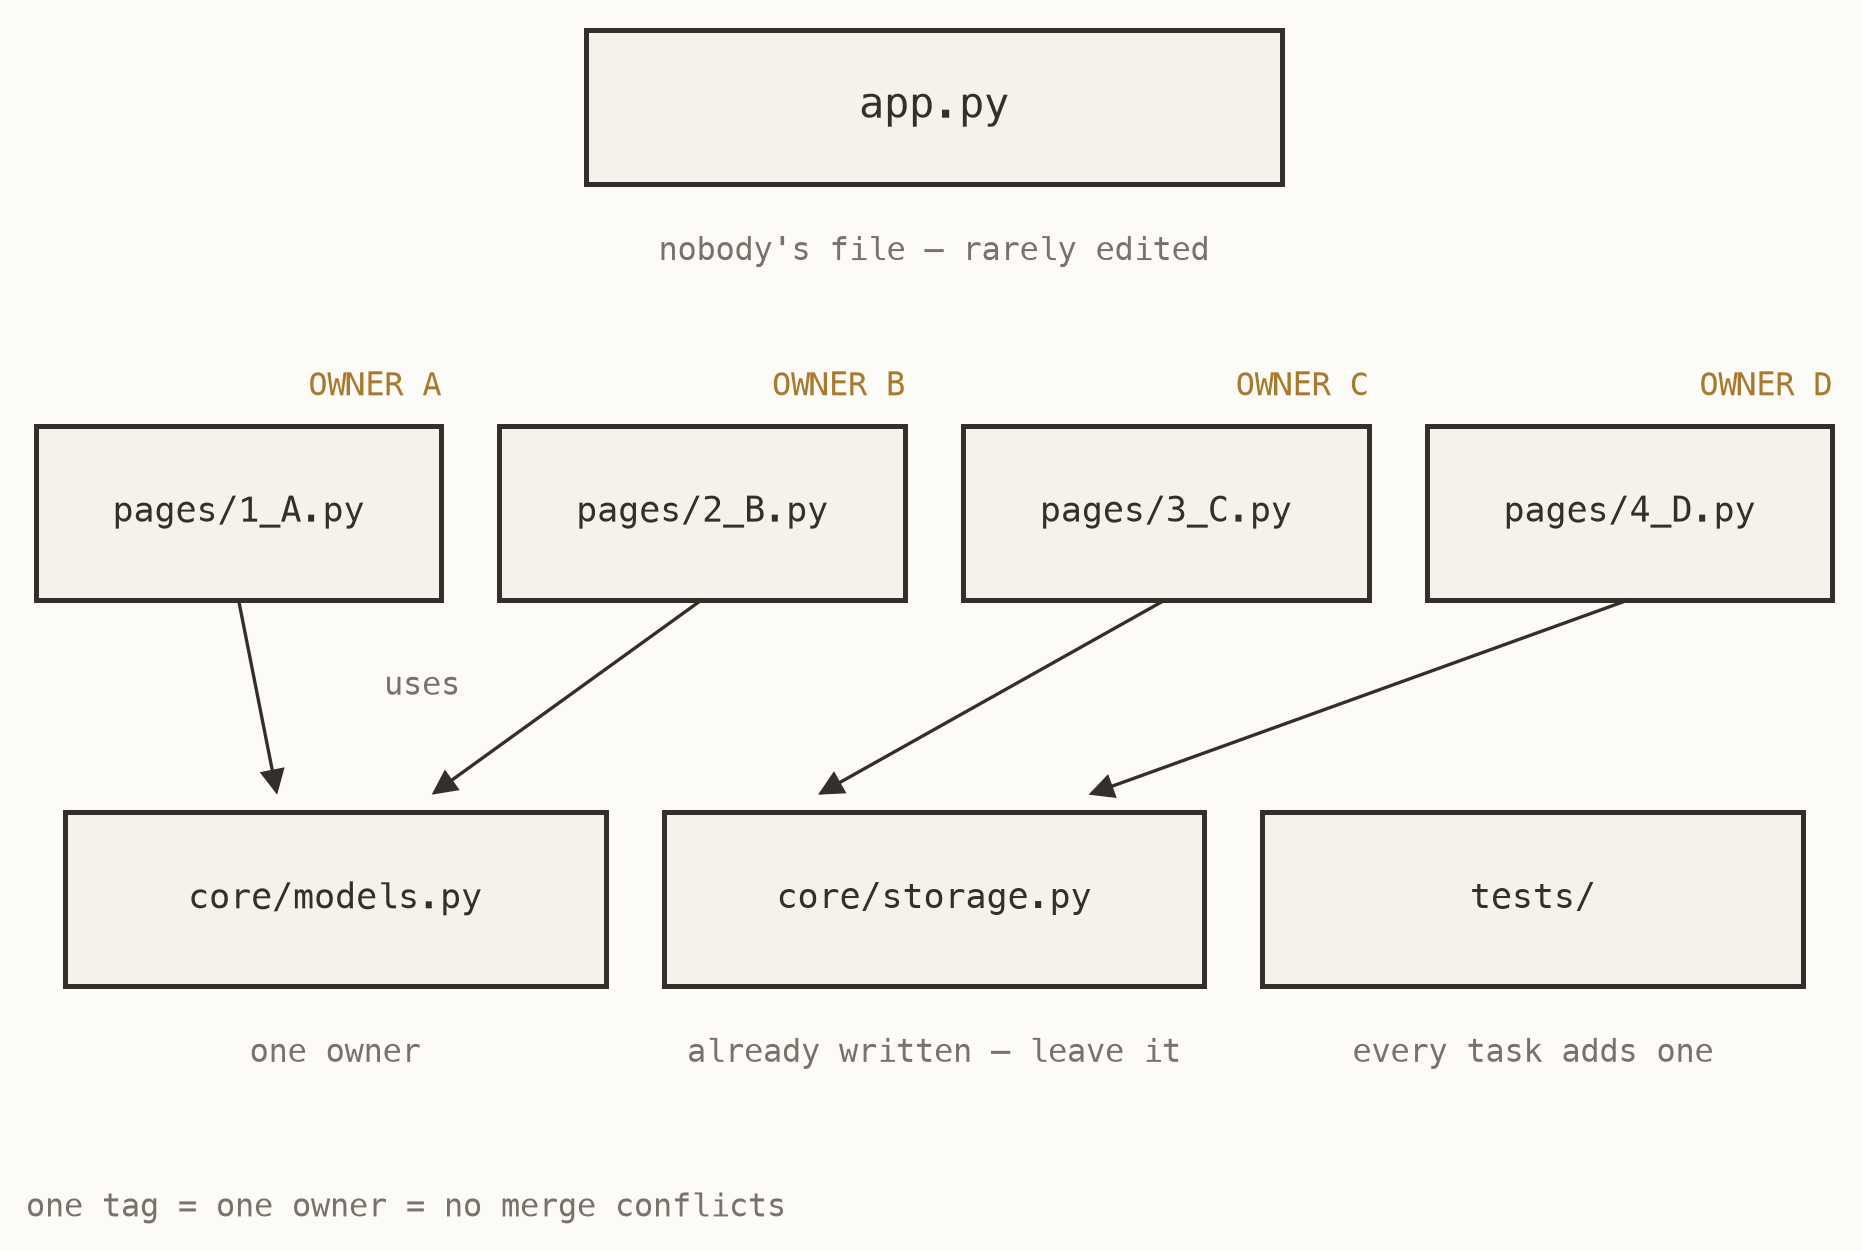 app.py
nobody's file — rarely edited
OWNER A
OWNER B
OWNER C
OWNER D
pages/1_A.py
pages/2_B.py
pages/3_C.py
pages/4_D.py
uses
core/models.py
core/storage.py
tests/
one owner
already written — leave it
every task adds one
one tag = one owner = no merge conflicts